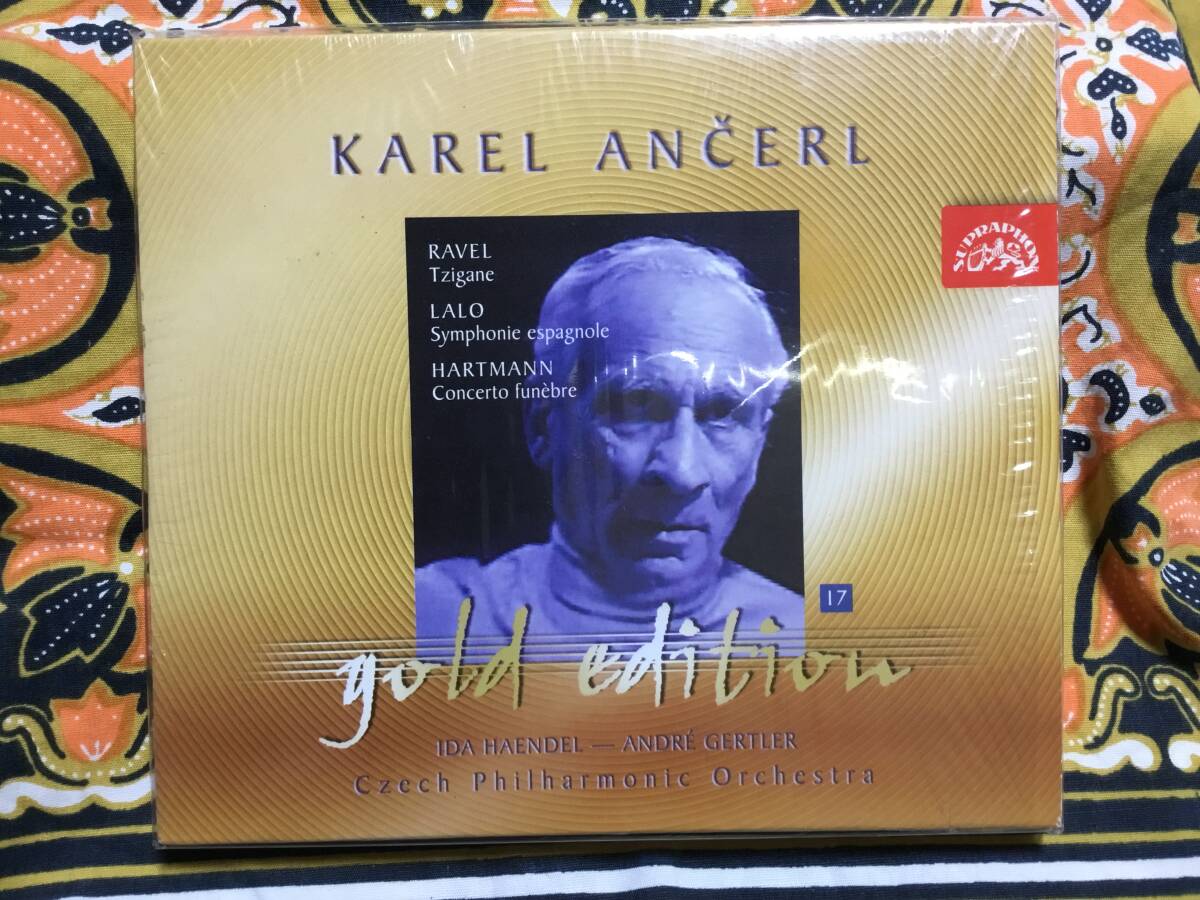 KAREL ANČERL
SUPRAPHON
RAVEL
Tzigane
LALO
Symphonie espagnole
HARTMANN
Concerto funèbre
17
gold edition
IDA HAENDEL — ANDRÉ GERTLER
Czech Philharmonic Orchestra